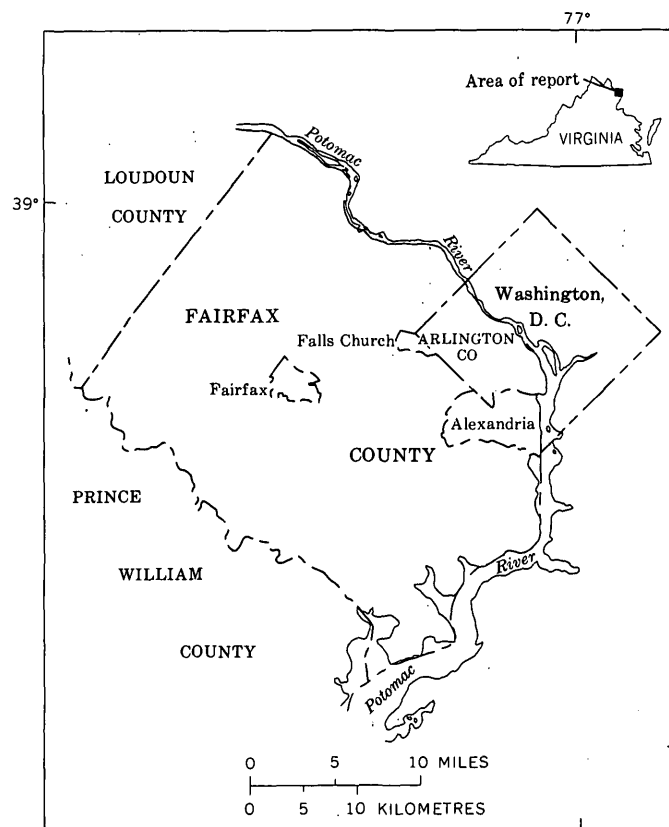 77°
Area of report
VIRGINIA
Potomac
LOUDOUN
COUNTY
39°
River
Washington,
D. C.
FAIRFAX
Falls Church
ARLINGTON
CO
Fairfax
Alexandria
COUNTY
PRINCE
WILLIAM
COUNTY
River
Potomac
0 5 10 MILES
0 5 10 KILOMETRES